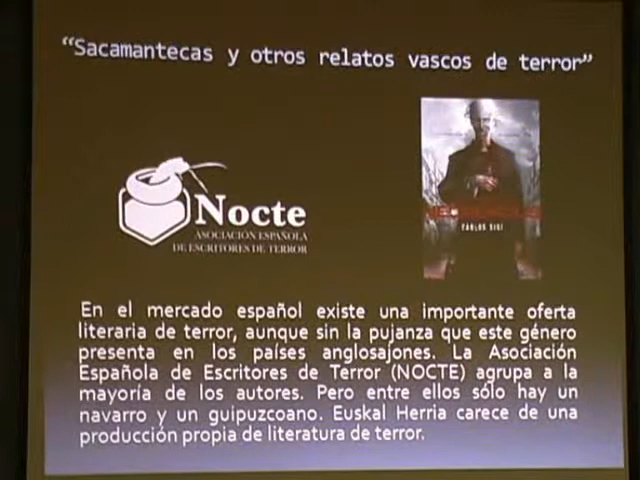 “Sacamantecas y otros relatos vascos de terror”
Nocte
ASOCIACIÓN ESPAÑOLA
DE ESCRITORES DE TERROR
CARLOS SISI
En el mercado español existe una importante oferta
literaria de terror, aunque sin la pujanza que este género
presenta en los países anglosajones. La Asociación
Española de Escritores de Terror (NOCTE) agrupa a la
mayoría de los autores. Pero entre ellos sólo hay un
navarro y un guipuzcoano. Euskal Herria carece de una
producción propia de literatura de terror.